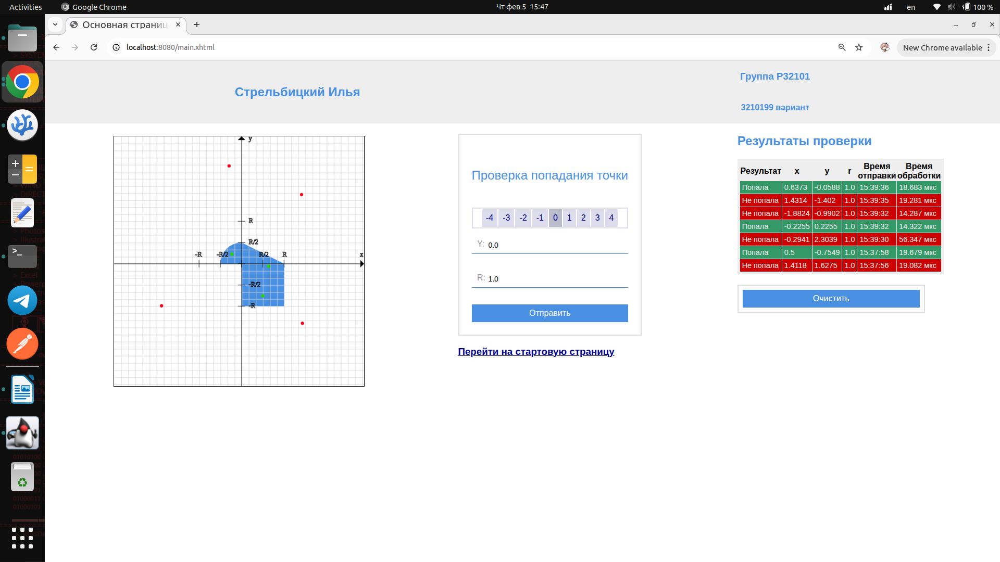 Activities
Google Chrome
Чт фев 5 15:47
en
100 %
Основная страниц
New Chrome available
localhost:8080/main.xhtml
Стрельбицкий Илья
Группа P32101
3210199 вариант
y
R
R/2
-R
-R/2
R/2
R
x
-R/2
-R
Проверка попадания точки
-4 -3 -2 -1 0 1 2 3 4
Y: 0.0
R: 1.0
Отправить
Перейти на стартовую страницу
Результаты проверки
Результат x y r Время отправки Время обработки
Попала 0.6373 -0.0588 1.0 15:39:36 18.683 мкс
Не попала 1.4314 -1.402 1.0 15:39:35 19.281 мкс
Не попала -1.8824 -0.9902 1.0 15:39:32 14.287 мкс
Попала -0.2255 0.2255 1.0 15:39:32 14.322 мкс
Не попала -0.2941 2.3039 1.0 15:39:30 56.347 мкс
Попала 0.5 -0.7549 1.0 15:37:58 19.679 мкс
Не попала 1.4118 1.6275 1.0 15:37:56 19.082 мкс
Очистить